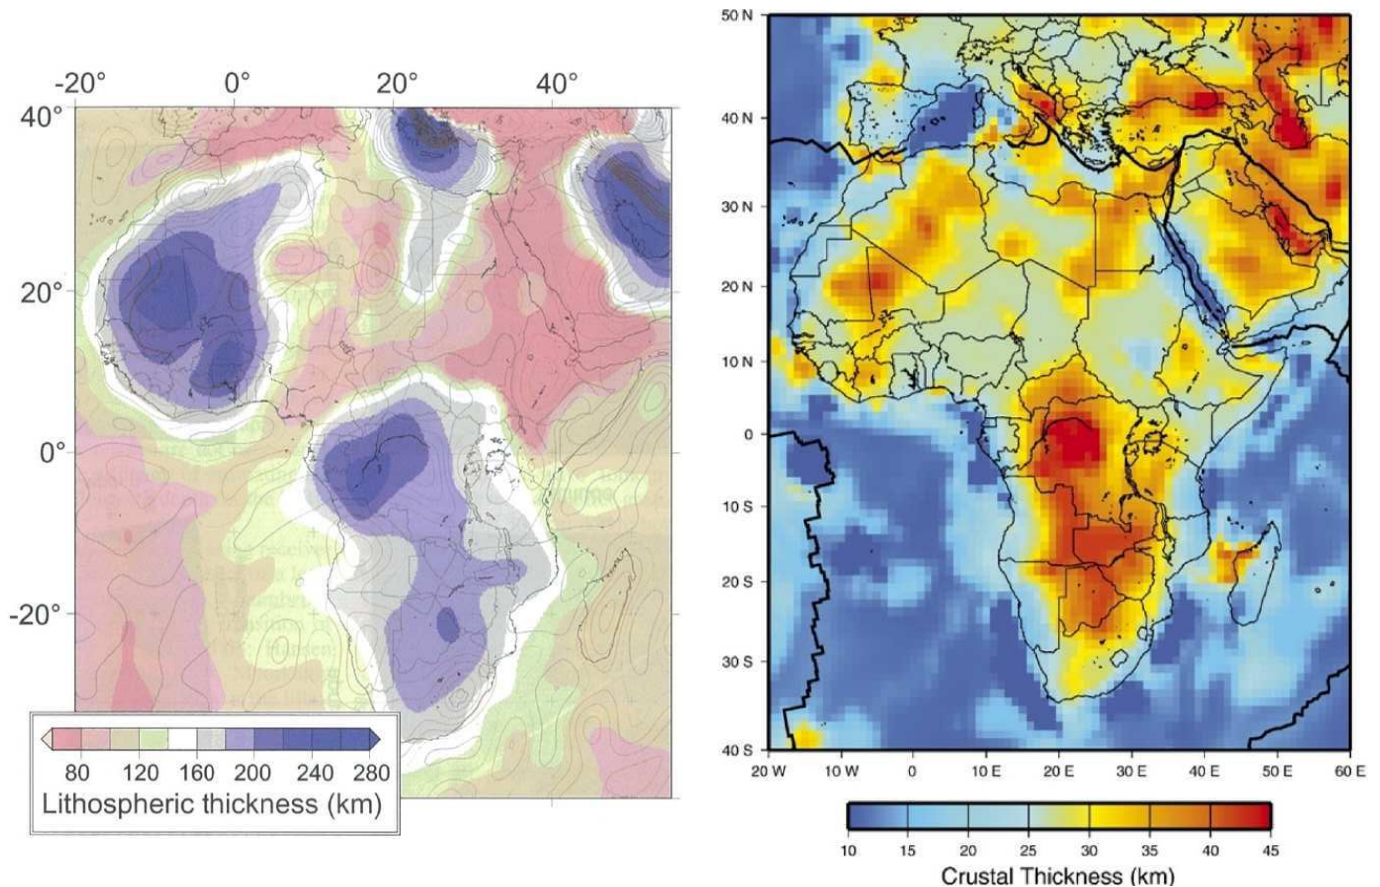 -20° 0° 20° 40°
40°
20°
0°
-20°
80 120 160 200 240 280
Lithospheric thickness (km)
50 N
40 N
30 N
20 N
10 N
0
10 S
20 S
30 S
40 S
20 W 10 W 0 10 E 20 E 30 E 40 E 50 E 60 E
10 15 20 25 30 35 40 45
Crustal Thickness (km)